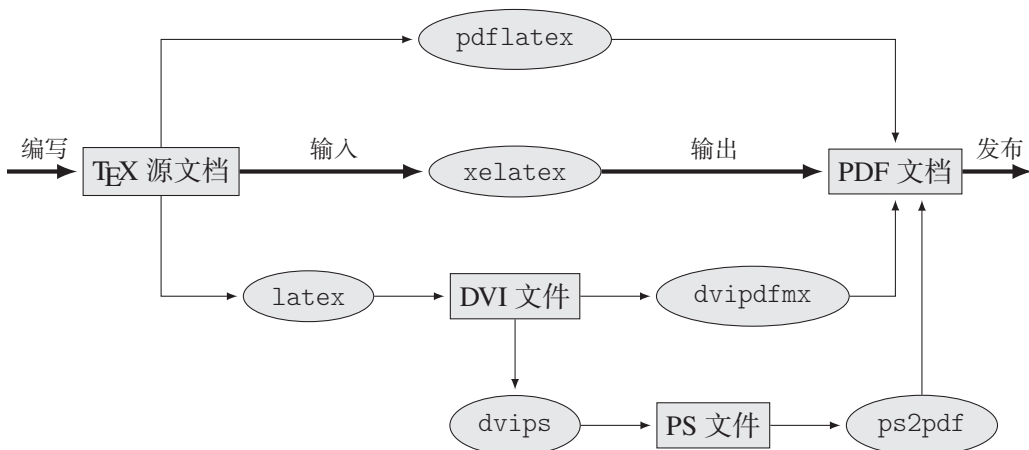 pdflatex
编写
TEX 源文档
输入
xelatex
输出
PDF 文档
发布
latex
DVI 文件
dvipdfmx
dvips
PS 文件
ps2pdf